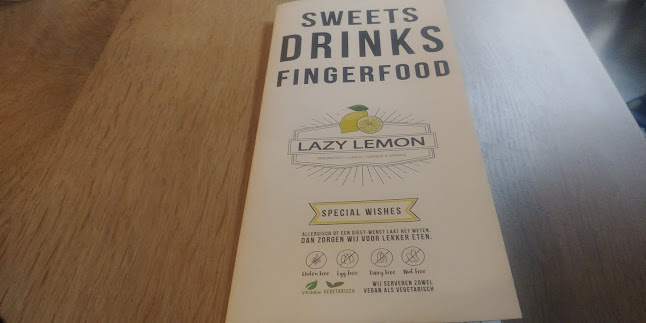 SWEETS
DRINKS
FINGERFOOD
LAZY LEMON
SPECIAL WISHES
ALLERGISCH OF EEN DIEET-WENS? LAAT HET WETEN,
DAN ZORGEN WIJ VOOR LEKKER ETEN.
Gluten free Egg free Dairy free Nut free
VEGAN VEGETARISCH
WIJ SERVEREN ZOWEL
VEGAN ALS VEGETARISCH